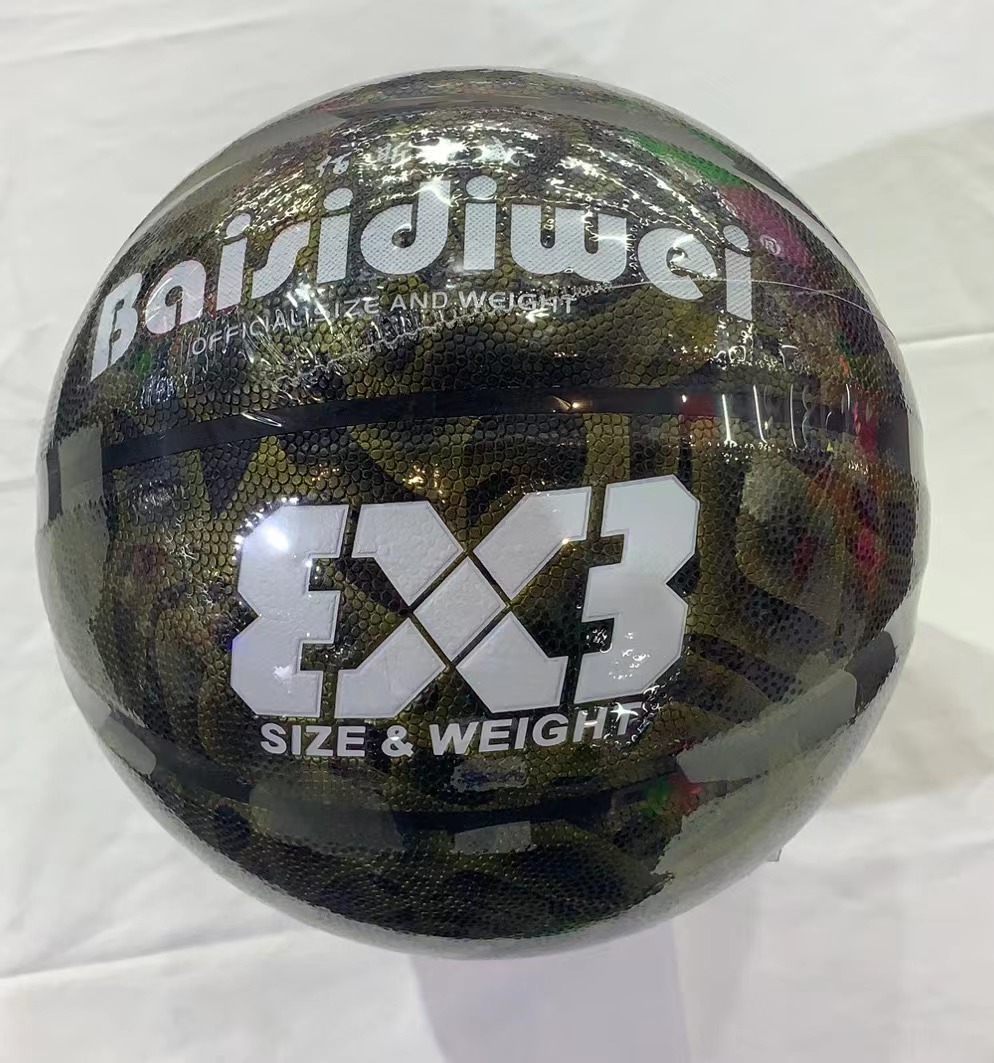 Baisidiwei®
OFFICIAL SIZE AND WEIGHT
3X3
SIZE & WEIGHT